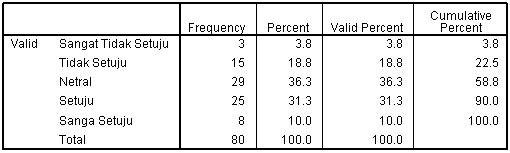 Cumulative
Frequency Percent Valid Percent Percent
Valid Sangat Tidak Setuju 3 3.8 3.8 3.8
Tidak Setuju 15 18.8 18.8 22.5
Netral 29 36.3 36.3 58.8
Setuju 25 31.3 31.3 90.0
Sanga Setuju 8 10.0 10.0 100.0
Total 80 100.0 100.0